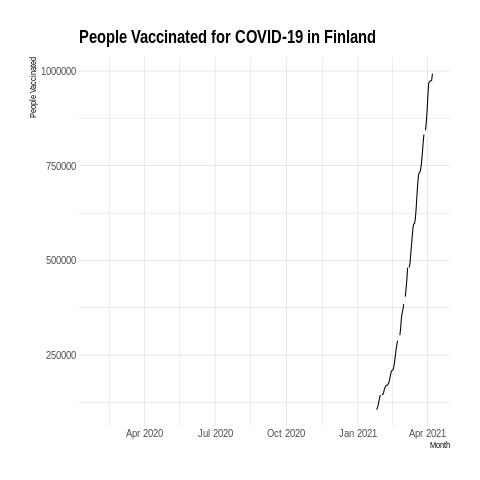 People Vaccinated for COVID-19 in Finland
People Vaccinated
1000000
750000
500000
250000
Apr 2020 Jul 2020 Oct 2020 Jan 2021 Apr 2021
Month